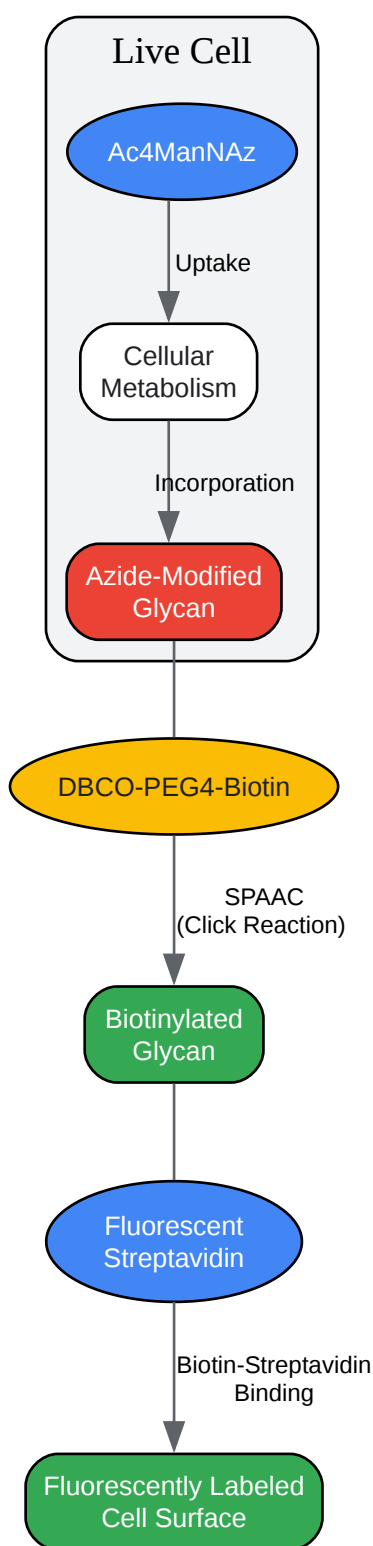 Live Cell
Ac4ManNAz
Uptake
Cellular
Metabolism
Incorporation
Azide-Modified
Glycan
DBCO-PEG4-Biotin
SPAAC
(Click Reaction)
Biotinylated
Glycan
Fluorescent
Streptavidin
Biotin-Streptavidin
Binding
Fluorescently Labeled
Cell Surface